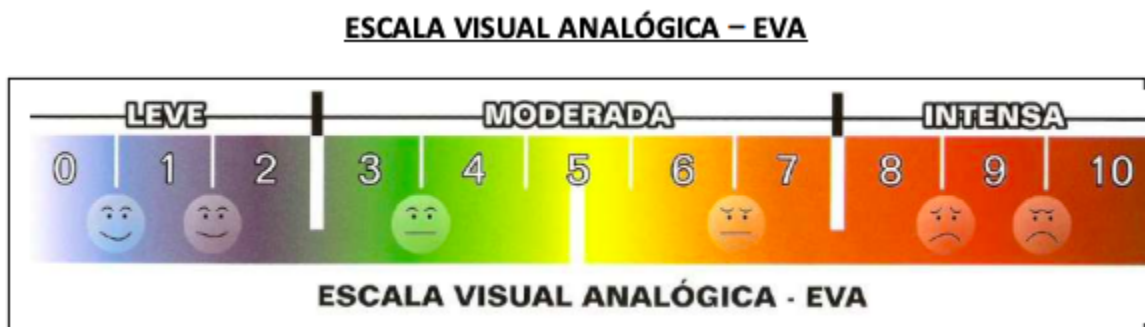 ESCALA VISUAL ANALÓGICA – EVA
LEVE MODERADA INTENSA
0 1 2 3 4 5 6 7 8 9 10
ESCALA VISUAL ANALÓGICA - EVA